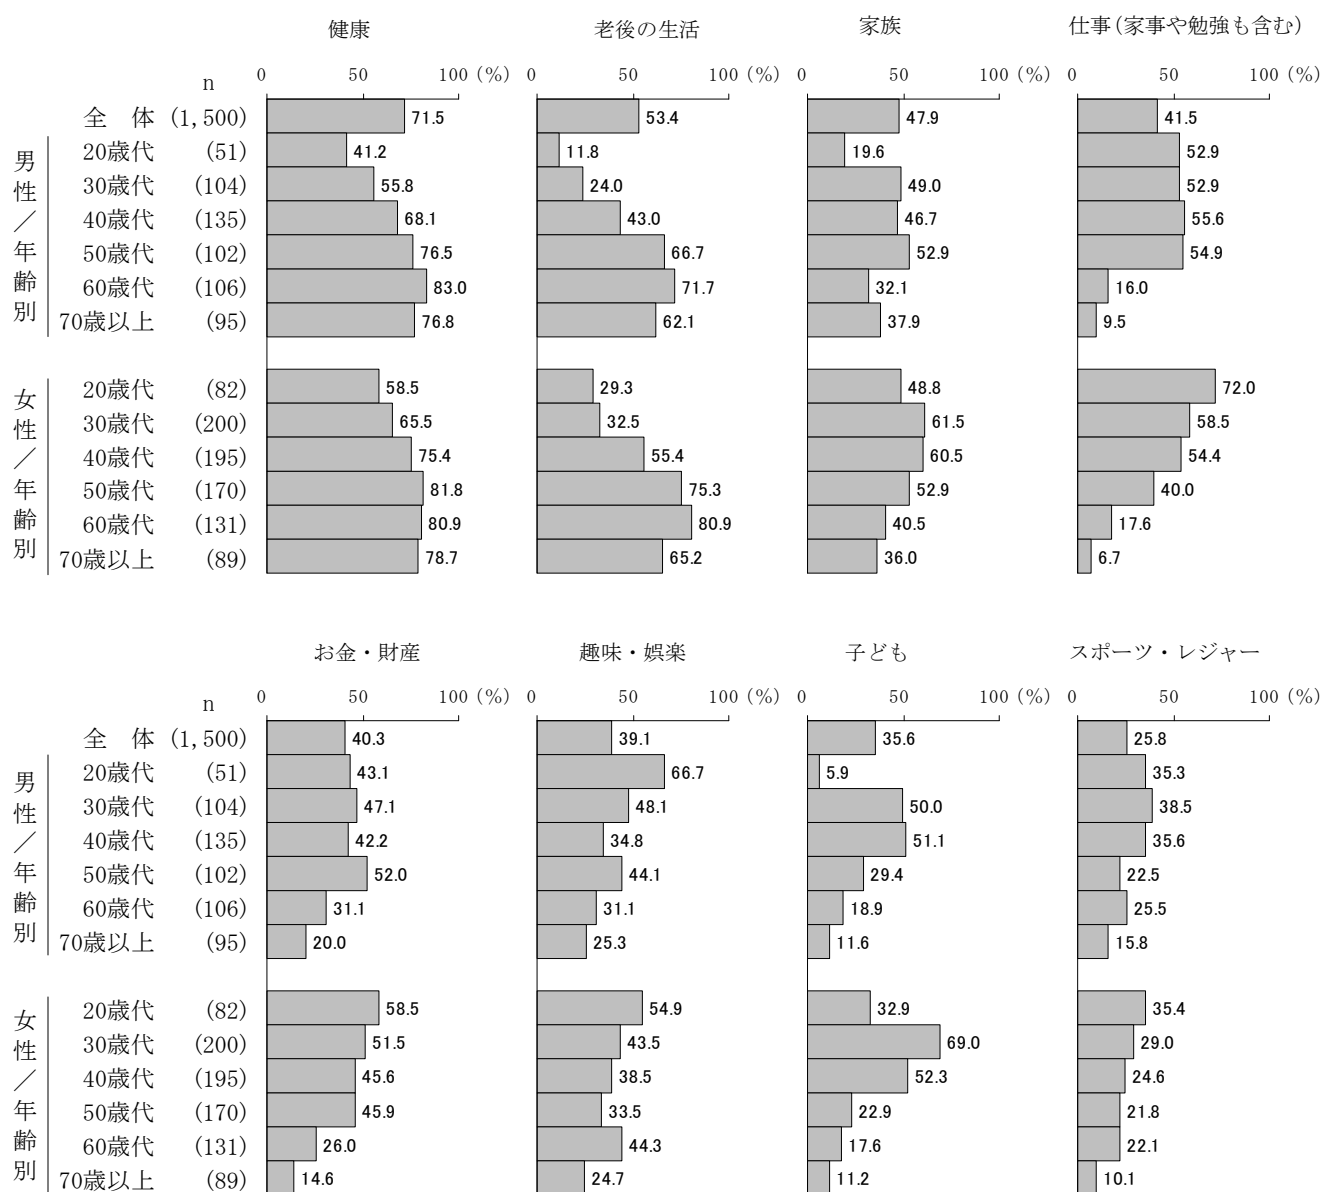 健康 老後の生活 家族 仕事(家事や勉強も含む)
n 0 50 100 (%) 0 50 100 (%) 0 50 100 (%) 0 50 100 (%)
全 体 (1,500) 71.5 53.4 47.9 41.5
男性/年齢別
20歳代 (51) 41.2 11.8 19.6 52.9
30歳代 (104) 55.8 24.0 49.0 52.9
40歳代 (135) 68.1 43.0 46.7 55.6
50歳代 (102) 76.5 66.7 52.9 54.9
60歳代 (106) 83.0 71.7 32.1 16.0
70歳以上 (95) 76.8 62.1 37.9 9.5
女性/年齢別
20歳代 (82) 58.5 29.3 48.8 72.0
30歳代 (200) 65.5 32.5 61.5 58.5
40歳代 (195) 75.4 55.4 60.5 54.4
50歳代 (170) 81.8 75.3 52.9 40.0
60歳代 (131) 80.9 80.9 40.5 17.6
70歳以上 (89) 78.7 65.2 36.0 6.7
お金・財産 趣味・娯楽 子ども スポーツ・レジャー
n 0 50 100 (%) 0 50 100 (%) 0 50 100 (%) 0 50 100 (%)
全 体 (1,500) 40.3 39.1 35.6 25.8
男性/年齢別
20歳代 (51) 43.1 66.7 5.9 35.3
30歳代 (104) 47.1 48.1 50.0 38.5
40歳代 (135) 42.2 34.8 51.1 35.6
50歳代 (102) 52.0 44.1 29.4 22.5
60歳代 (106) 31.1 31.1 18.9 25.5
70歳以上 (95) 20.0 25.3 11.6 15.8
女性/年齢別
20歳代 (82) 58.5 54.9 32.9 35.4
30歳代 (200) 51.5 43.5 69.0 29.0
40歳代 (195) 45.6 38.5 52.3 24.6
50歳代 (170) 45.9 33.5 22.9 21.8
60歳代 (131) 26.0 44.3 17.6 22.1
70歳以上 (89) 14.6 24.7 11.2 10.1